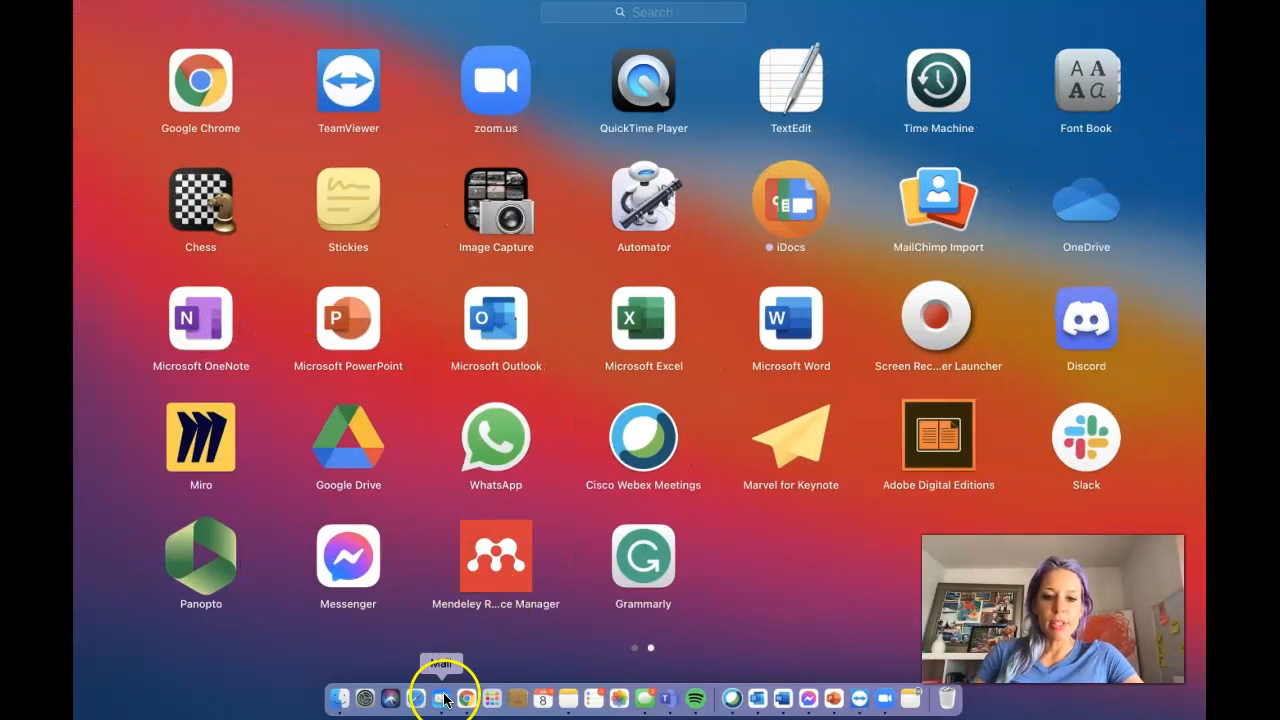 Search
Google Chrome
TeamViewer
zoom.us
QuickTime Player
TextEdit
Time Machine
Font Book
A A
A a
Chess
Stickies
Image Capture
Automator
iDocs
MailChimp Import
OneDrive
N
P
O
X
W
Microsoft OneNote
Microsoft PowerPoint
Microsoft Outlook
Microsoft Excel
Microsoft Word
Screen Rec...er Launcher
Discord
Miro
Google Drive
WhatsApp
Cisco Webex Meetings
Marvel for Keynote
Adobe Digital Editions
Slack
Panopto
Messenger
Mendeley R...ce Manager
Grammarly
Mail
8